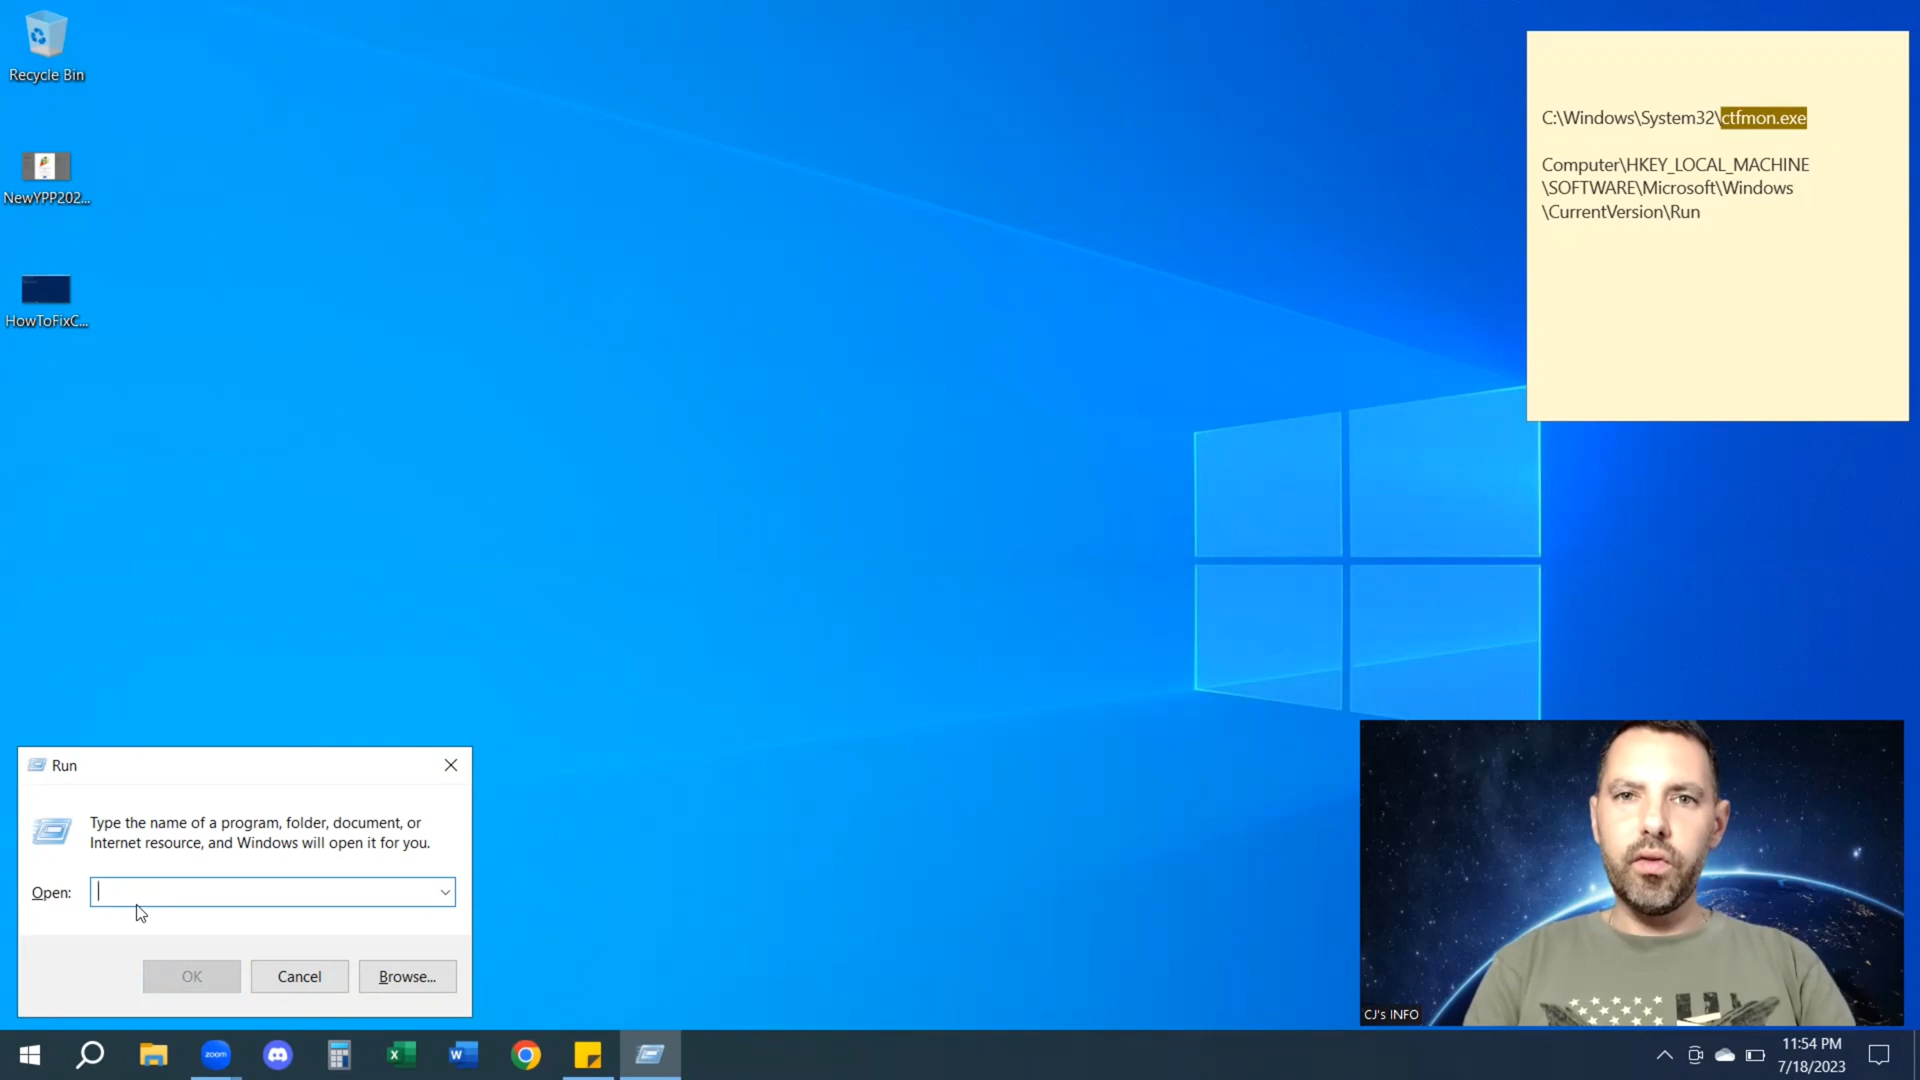 Recycle Bin
NewYPP202...
HowToFixC...
C:\Windows\System32\ctfmon.exe
Computer\HKEY_LOCAL_MACHINE
\SOFTWARE\Microsoft\Windows
\CurrentVersion\Run
Run
Type the name of a program, folder, document, or
Internet resource, and Windows will open it for you.
Open:
OK
Cancel
Browse...
CJ's INFO
zoom
X
W
11:54 PM
7/18/2023